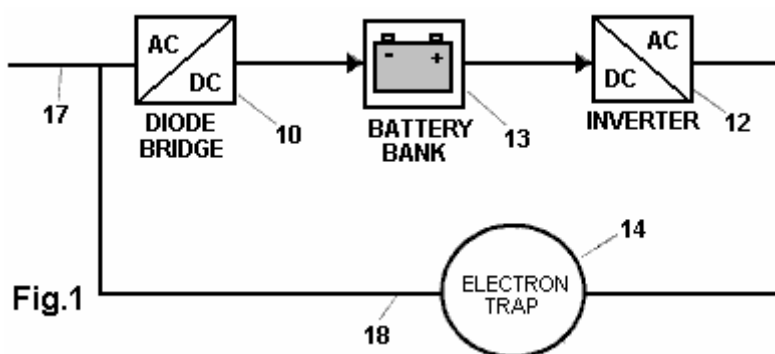 AC
DC
17
DIODE
BRIDGE
10
- +
BATTERY
BANK
13
AC
DC
INVERTER
12
14
ELECTRON
TRAP
Fig.1
18